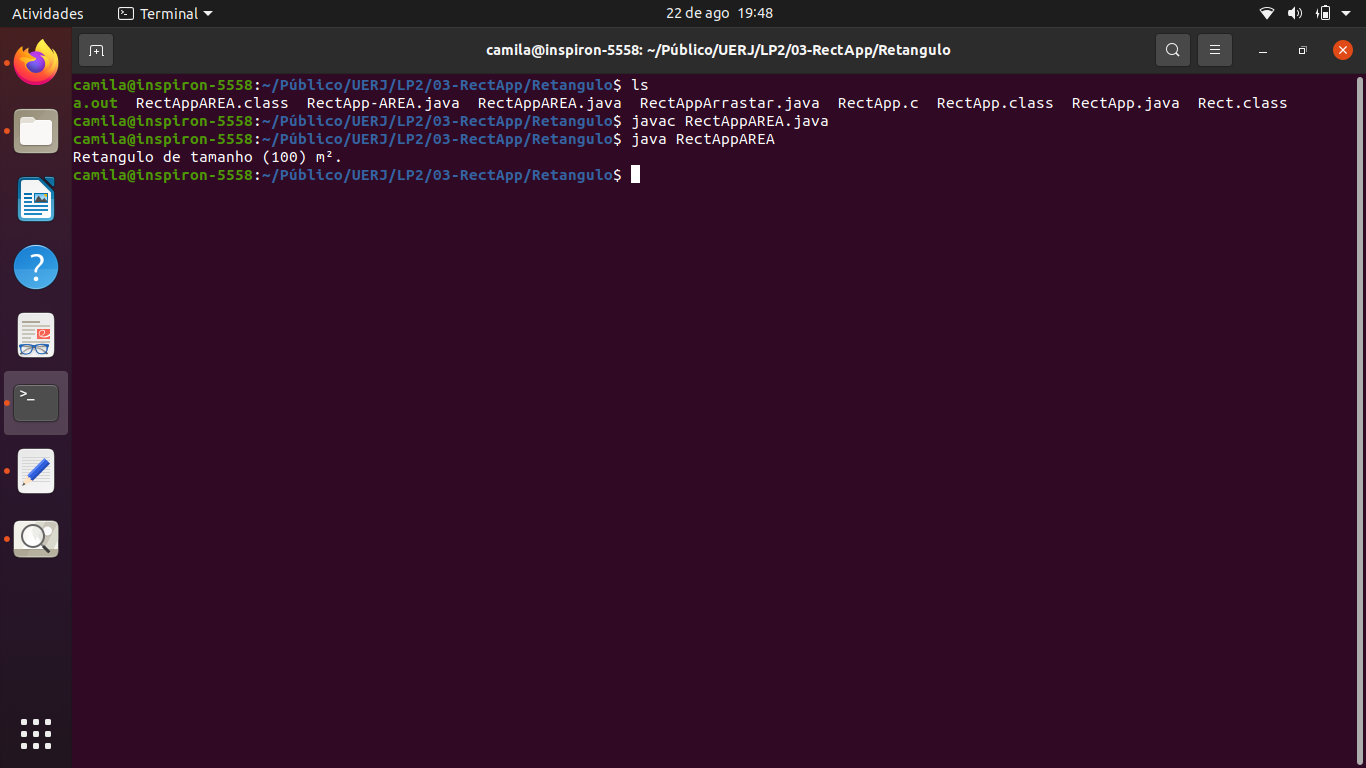 Atividades Terminal 22 de ago 19:48
camila@inspiron-5558: ~/Público/UERJ/LP2/03-RectApp/Retangulo
camila@inspiron-5558:~/Público/UERJ/LP2/03-RectApp/Retangulo$ ls
a.out RectAppAREA.class RectApp-AREA.java RectAppAREA.java RectAppArrastar.java RectApp.c RectApp.class RectApp.java Rect.class
camila@inspiron-5558:~/Público/UERJ/LP2/03-RectApp/Retangulo$ javac RectAppAREA.java
camila@inspiron-5558:~/Público/UERJ/LP2/03-RectApp/Retangulo$ java RectAppAREA
Retangulo de tamanho (100) m².
camila@inspiron-5558:~/Público/UERJ/LP2/03-RectApp/Retangulo$